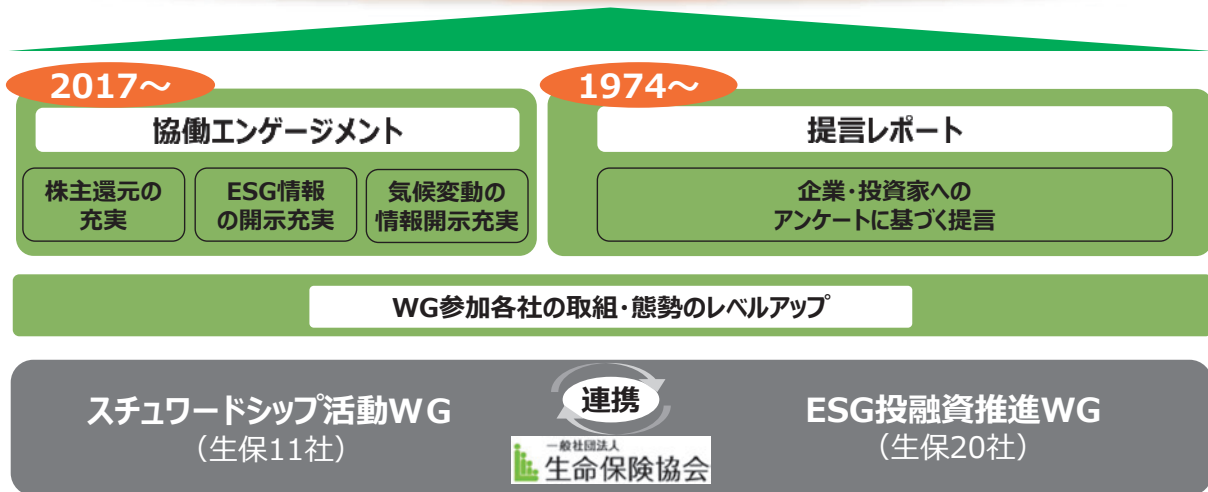 2017～
協働エンゲージメント
株主還元の
充実
ESG情報
の開示充実
気候変動の
情報開示充実
1974～
提言レポート
企業・投資家への
アンケートに基づく提言
WG参加各社の取組・態勢のレベルアップ
スチュワードシップ活動WG
（生保11社）
連携
一般社団法人
生命保険協会
ESG投融資推進WG
（生保20社）